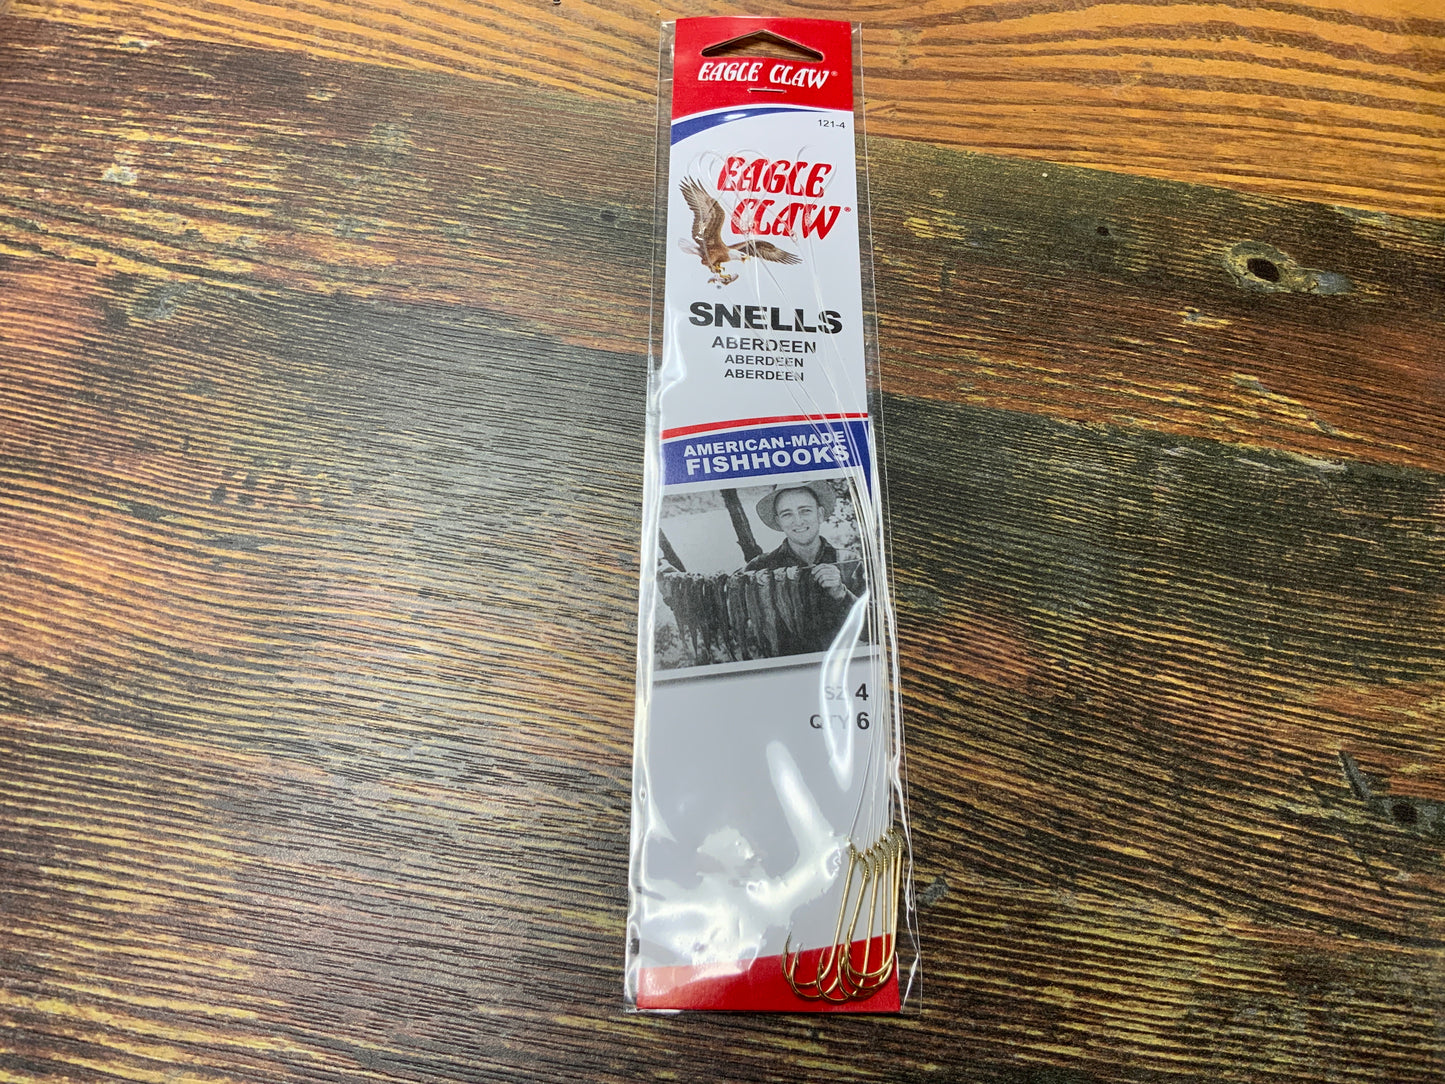 EAGLE CLAW®
121-4
EAGLE
CLAW®
SNELLS
ABERDEEN
ABERDEEN
ABERDEEN
AMERICAN-MADE
FISHHOOKS
SZ 4
QTY 6